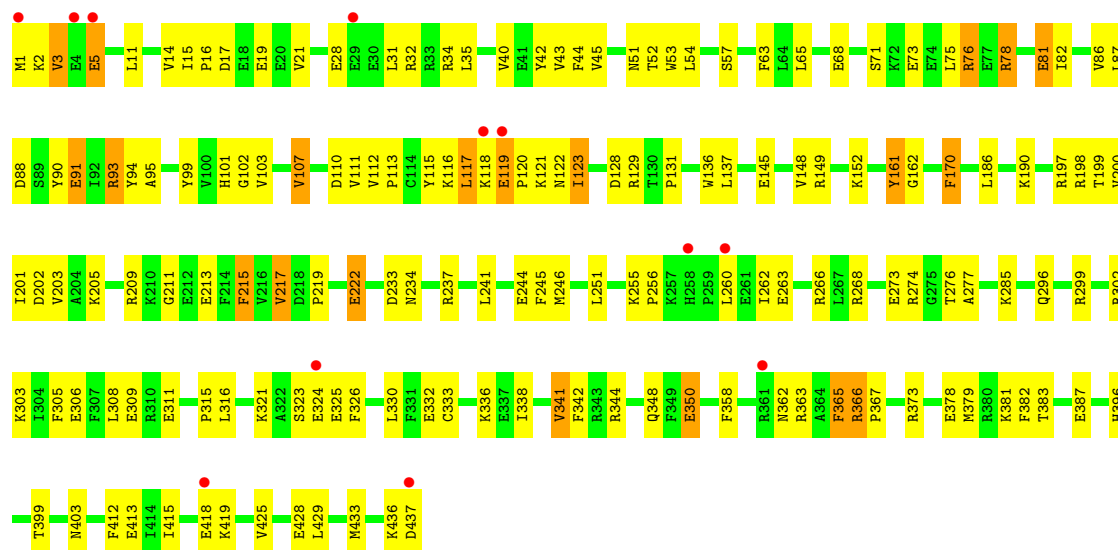 M1 K2 V3 E4 E5 L11 V14 I15 P16 D17 E18 E19 E20 V21 E28 E29 E30 L31 R32 R33 R34 L35 V40 E41 Y42 V43 F44 V45 N51 T52 W53 L54 S57 F63 L64 L65 E68 S71 K72 E73 E74 L75 R76 E77 R78 E81 I82 V86 L87
D88 S89 Y90 E91 I92 R93 Y94 A95 Y99 V100 H101 G102 V103 V107 D110 V111 V112 P113 C114 Y115 K116 L117 K118 E119 P120 K121 N122 I123 D128 R129 T130 P131 W136 L137 E145 V148 R149 K152 Y161 G162 F170 L186 K190 R197 R198 T199
I201 D202 V203 A204 K205 R209 K210 G211 E212 E213 F214 F215 V216 V217 D218 P219 E222 D233 N234 R237 L241 E244 F245 M246 L251 K255 P256 K257 H258 P259 L260 E261 I262 E263 R266 L267 R268 E273 R274 G275 T276 A277 K285 Q296 R299
K303 I304 F305 E306 F307 L308 E309 R310 E311 P315 L316 K321 A322 S323 E324 E325 F326 L330 F331 E332 C333 K336 E337 I338 V341 F342 R343 R344 Q348 F349 E350 F358 R361 N362 R363 A364 F365 R366 P367 R373 E378 M379 R380 K381 F382 T383 E387 H396
T399 N403 F412 E413 I414 I415 E418 K419 V425 E428 L429 M433 K436 D437